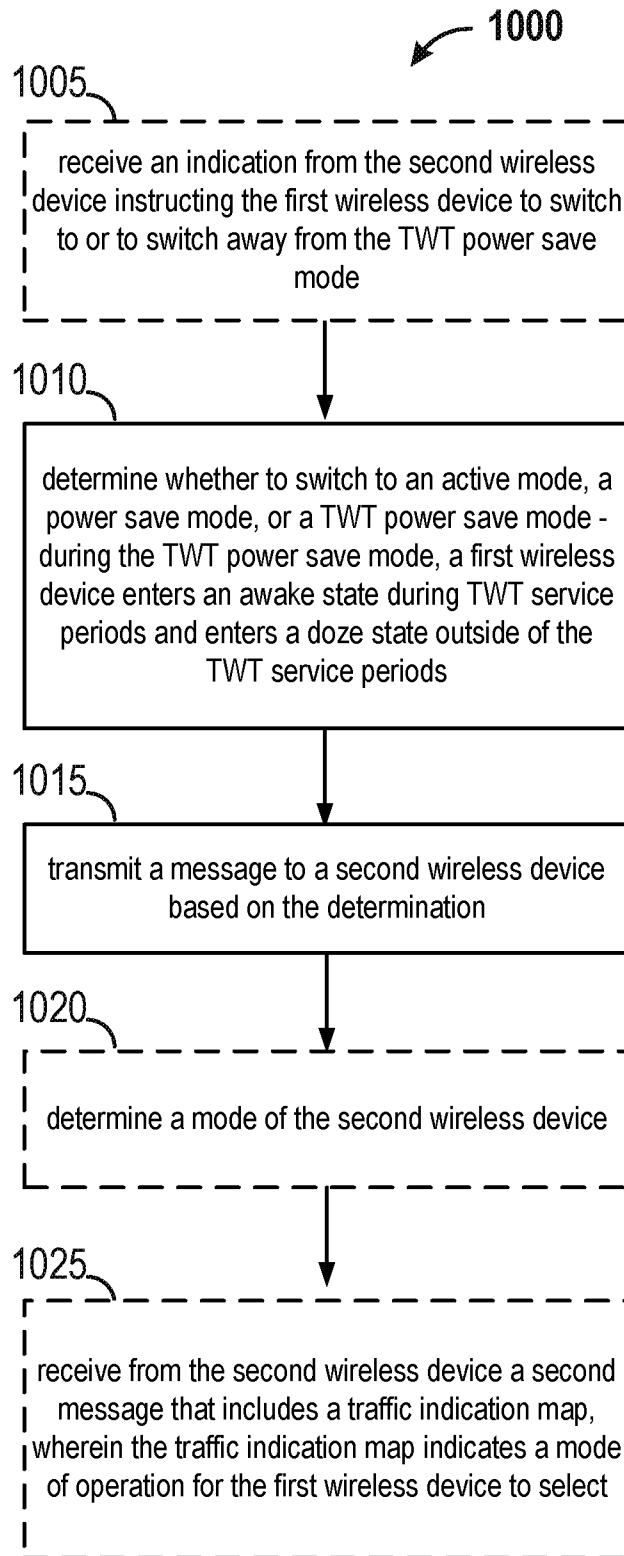 1000
1005
receive an indication from the second wireless
device instructing the first wireless device to switch
to or to switch away from the TWT power save
mode
1010
determine whether to switch to an active mode, a
power save mode, or a TWT power save mode -
during the TWT power save mode, a first wireless
device enters an awake state during TWT service
periods and enters a doze state outside of the
TWT service periods
1015
transmit a message to a second wireless device
based on the determination
1020
determine a mode of the second wireless device
1025
receive from the second wireless device a second
message that includes a traffic indication map,
wherein the traffic indication map indicates a mode
of operation for the first wireless device to select